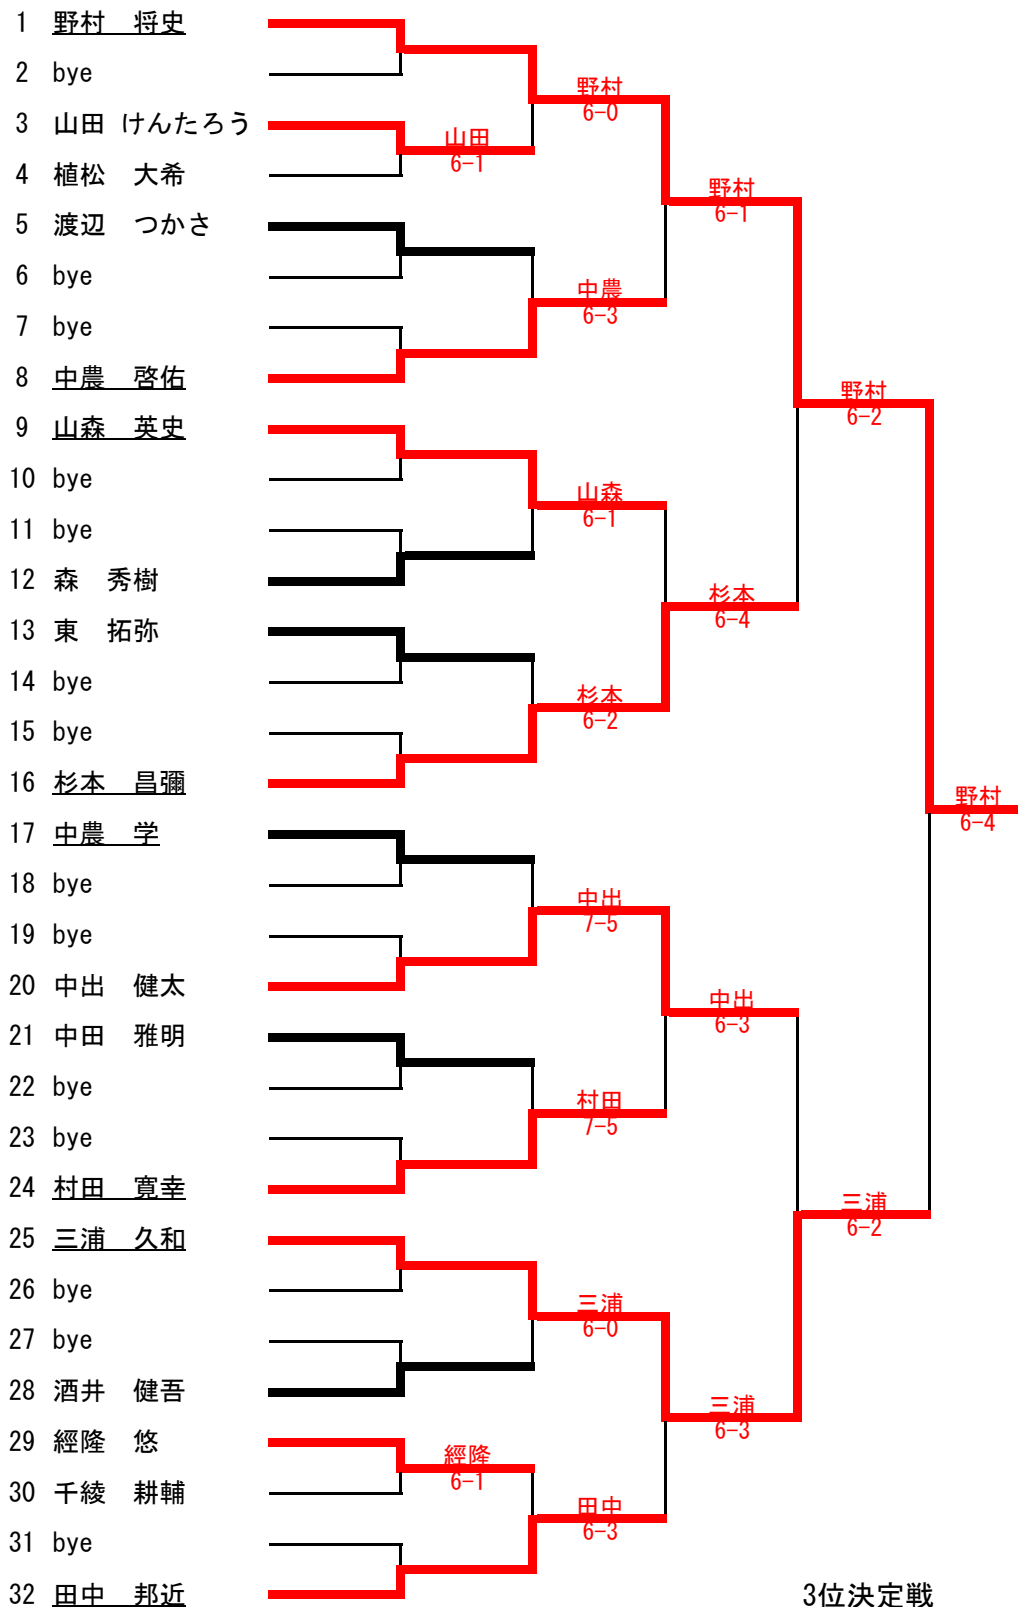 1 野村　将史
2 bye
野村
6-0
3 山田 けんたろう
山田
6-1
4 植松　大希
野村
6-1
5 渡辺　つかさ
6 bye
中農
6-3
7 bye
8 中農　啓佑
野村
6-2
9 山森　英史
10 bye
山森
6-1
11 bye
12 森　秀樹
杉本
6-4
13 東　拓弥
14 bye
杉本
6-2
15 bye
16 杉本　昌彌
野村
6-4
17 中農　学
18 bye
中出
7-5
19 bye
20 中出　健太
中出
6-3
21 中田　雅明
22 bye
村田
7-5
23 bye
24 村田　寛幸
三浦
6-2
25 三浦　久和
26 bye
三浦
6-0
27 bye
28 酒井　健吾
三浦
6-3
29 經隆　悠
經隆
6-1
30 千綾　耕輔
田中
6-3
31 bye
32 田中　邦近
3位決定戦